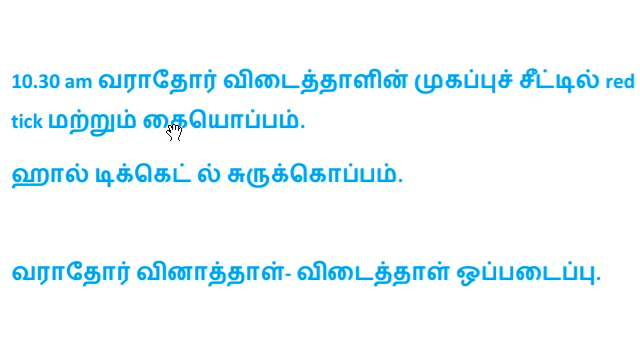 10.30 am வராதோர் விடைத்தாளின் முகப்புச் சீட்டில் red
tick மற்றும் கையொப்பம்.
ஹால் டிக்கெட் ல் சுருக்கொப்பம்.
வராதோர் வினாத்தாள்- விடைத்தாள் ஒப்படைப்பு.